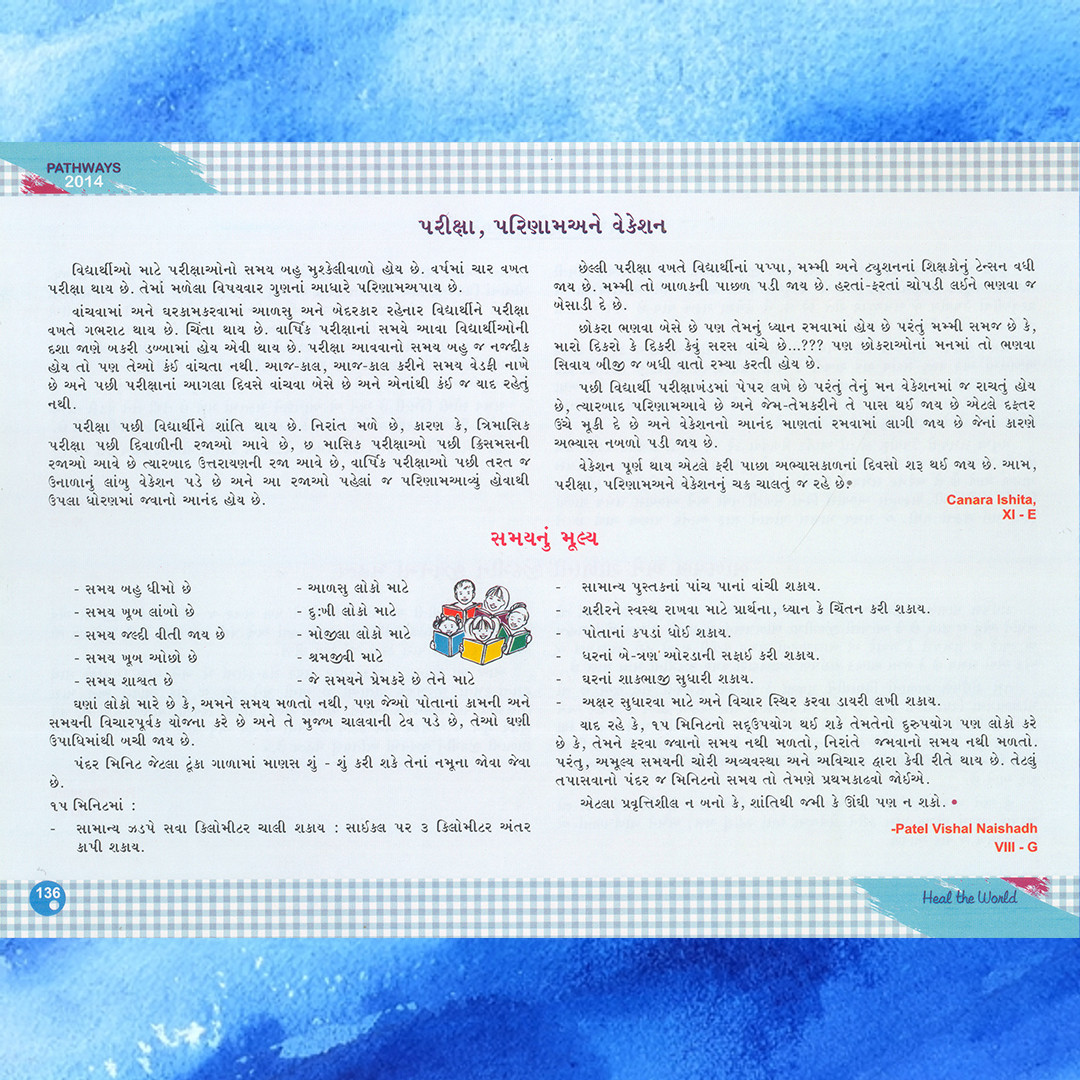 PATHWAYS
2014
પરીક્ષા, પરિણામઅને વેકેશન
વિદ્યાર્થીઓ માટે પરીક્ષાઓનો સમય બહુ મુશ્કેલીવાળો હોય છે. વર્ષમાં ચાર વખત
પરીક્ષા થાય છે. તેમાં મળેલા વિષયવાર ગુણનાં આધારે પરિણામઅપાય છે.
વાંચવામાં અને ઘરકામકરવામાં આળસુ અને બેદરકાર રહેનાર વિદ્યાર્થીને પરીક્ષા
વખતે ગભરાટ થાય છે. ચિંતા થાય છે. વાર્ષિક પરીક્ષાનાં સમયે આવા વિદ્યાર્થીઓની
દશા જાણે બકરી ડબ્બામાં હોય એવી થાય છે. પરીક્ષા આવવાનો સમય બહુ જ નજદીક
હોય તો પણ તેઓ કંઈ વાંચતા નથી. આજ-કાલ, આજ-કાલ કરીને સમય વેડફી નાખે
છે અને પછી પરીક્ષાનાં આગલા દિવસે વાંચવા બેસે છે અને એનાંથી કંઈ જ યાદ રહેતું
નથી.
પરીક્ષા પછી વિદ્યાર્થીને શાંતિ થાય છે. નિરાંત મળે છે, કારણ કે, ત્રિમાસિક
પરીક્ષા પછી દિવાળીની રજાઓ આવે છે, છ માસિક પરીક્ષાઓ પછી ક્રિસમસની
રજાઓ આવે છે ત્યારબાદ ઉત્તરાયણની રજા આવે છે, વાર્ષિક પરીક્ષાઓ પછી તરત જ
ઉનાળાનું લાંબુ વેકેશન પડે છે અને આ રજાઓ પહેલાં જ પરિણામઆવ્યું હોવાથી
ઉપલા ધોરણમાં જવાનો આનંદ હોય છે.
છેલ્લી પરીક્ષા વખતે વિદ્યાર્થીનાં પપ્પા, મમ્મી અને ટ્યુશનનાં શિક્ષકોનું ટેન્સન વધી
જાય છે. મમ્મી તો બાળકની પાછળ પડી જાય છે. હરતાં-ફરતાં ચોપડી લઈને ભણવા જ
બેસાડી દે છે.
છોકરા ભણવા બેસે છે પણ તેમનું ધ્યાન રમવામાં હોય છે પરંતું મમ્મી સમજ છે કે,
મારો દિકરો કે દિકરી કેવું સરસ વાંચે છે...??? પણ છોકરાઓનાં મનમાં તો ભણવા
સિવાય બીજી જ બધી વાતો રમ્યા કરતી હોય છે.
પછી વિદ્યાર્થી પરીક્ષાખંડમાં પેપર લખે છે પરંતું તેનું મન વેકેશનમાં જ રાચતું હોય
છે, ત્યારબાદ પરિણામઆવે છે અને જેમ-તેમકરીને તે પાસ થઈ જાય છે એટલે દફતર
ઉંચે મૂકી દે છે અને વેકેશનનો આનંદ માણતાં રમવામાં લાગી જાય છે જેનાં કારણે
અભ્યાસ નબળો પડી જાય છે.
વેકેશન પૂર્ણ થાય એટલે ફરી પાછા અભ્યાસકાળનાં દિવસો શરૂ થઈ જાય છે. આમ,
પરીક્ષા, પરિણામઅને વેકેશનનું ચક્ર ચાલતું જ રહે છે.
Canara Ishita,
XI - E
સમયનું મૂલ્ય
- સમય બહુ ધીમો છે - આળસુ લોકો માટે
- સમય ખૂબ લાંબો છે - દુઃખી લોકો માટે
- સમય જલ્દી વીતી જાય છે - મોજીલા લોકો માટે
- સમય ખૂબ ઓછો છે - શ્રમજીવી માટે
- સમય શાશ્વત છે - જે સમયને પ્રેમકરે છે તેને માટે
ઘણાં લોકો મારે છે કે, અમને સમય મળતો નથી, પણ જેઓ પોતાનાં કામની અને
સમયની વિચારપૂર્વક યોજના કરે છે અને તે મુજબ ચાલવાની ટેવ પડે છે, તેઓ ઘણી
ઉપાધિમાંથી બચી જાય છે.
પંદર મિનિટ જેટલા ટૂંકા ગાળામાં માણસ શું - શું કરી શકે તેનાં નમૂના જોવા જેવા
છે.
૧૫ મિનિટમાં :
- સામાન્ય ઝડપે સવા કિલોમીટર ચાલી શકાય : સાઈકલ પર ૩ કિલોમીટર અંતર
કાપી શકાય.
- સામાન્ય પુસ્તકનાં પાંચ પાનાં વાંચી શકાય.
- શરીરને સ્વસ્થ રાખવા માટે પ્રાર્થના, ધ્યાન કે ચિંતન કરી શકાય.
- પોતાનાં કપડાં ધોઈ શકાય.
- ઘરનાં બે-ત્રણ ઓરડાની સફાઈ કરી શકાય.
- ઘરનાં શાકભાજી સુધારી શકાય.
- અક્ષર સુધારવા માટે અને વિચાર સ્થિર કરવા ડાયરી લખી શકાય.
યાદ રહે કે, ૧૫ મિનિટનો સદ્ઉપયોગ થઈ શકે તેમતેનો દુરુપયોગ પણ લોકો કરે
છે કે, તેમને ફરવા જવાનો સમય નથી મળતો, નિરાંતે જમવાનો સમય નથી મળતો.
પરંતુ, અમૂલ્ય સમયની ચોરી અવ્યવસ્થા અને અવિચાર દ્વારા કેવી રીતે થાય છે. તેટલું
તપાસવાનો પંદર જ મિનિટનો સમય તો તેમણે પ્રથમકાઢવો જોઈએ.
એટલા પ્રવૃત્તિશીલ ન બનો કે, શાંતિથી જમી કે ઊંઘી પણ ન શકો. •
-Patel Vishal Naishadh
VIII - G
136
Heal the World